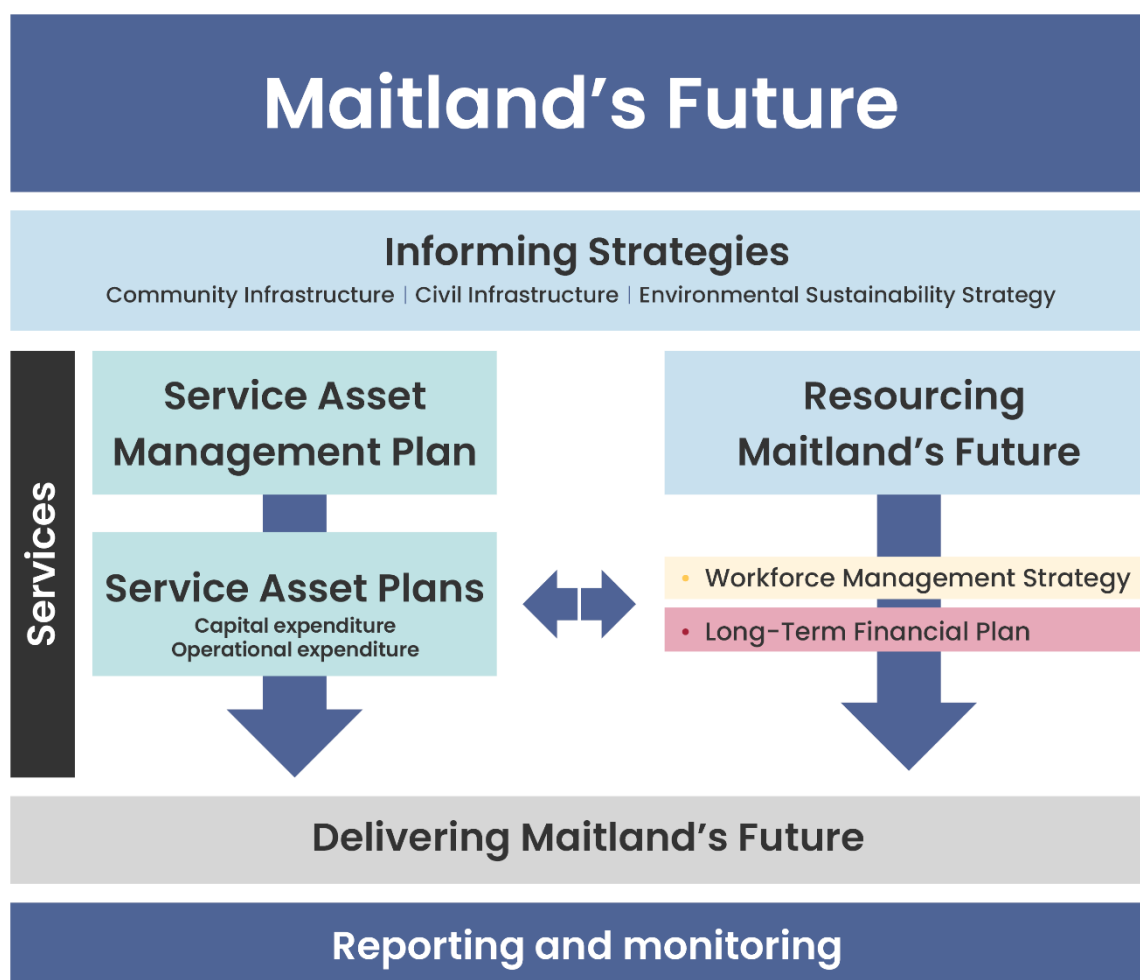 Maitland’s Future
Informing Strategies
Community Infrastructure | Civil Infrastructure | Environmental Sustainability Strategy
Services
Service Asset
Management Plan
Service Asset Plans
Capital expenditure
Operational expenditure
Resourcing
Maitland’s Future
• Workforce Management Strategy
• Long-Term Financial Plan
Delivering Maitland’s Future
Reporting and monitoring